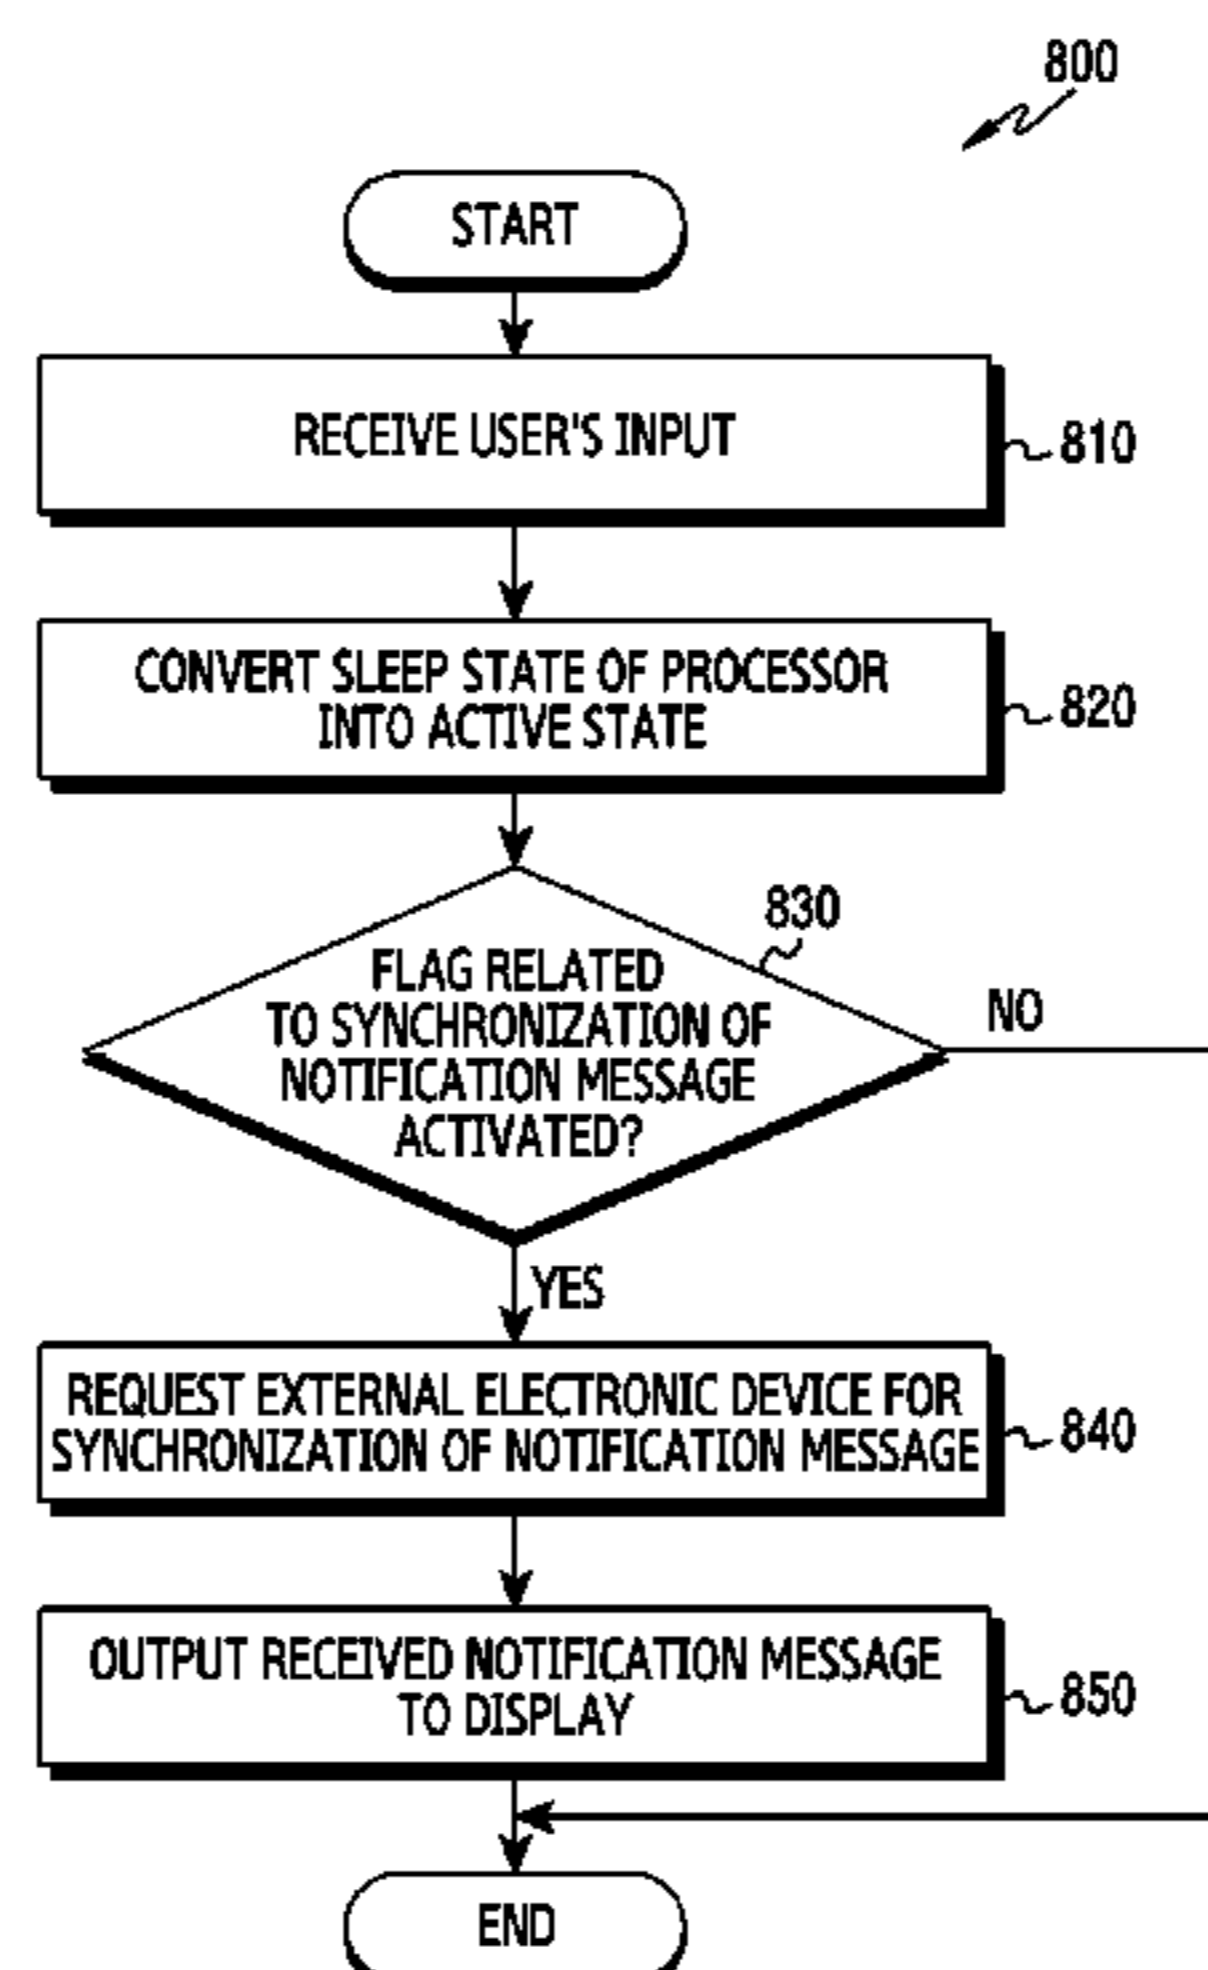 800
START
RECEIVE USER'S INPUT
810
CONVERT SLEEP STATE OF PROCESSOR
INTO ACTIVE STATE
820
830
FLAG RELATED
TO SYNCHRONIZATION OF
NOTIFICATION MESSAGE
ACTIVATED?
NO
YES
REQUEST EXTERNAL ELECTRONIC DEVICE FOR
SYNCHRONIZATION OF NOTIFICATION MESSAGE
840
OUTPUT RECEIVED NOTIFICATION MESSAGE
TO DISPLAY
850
END